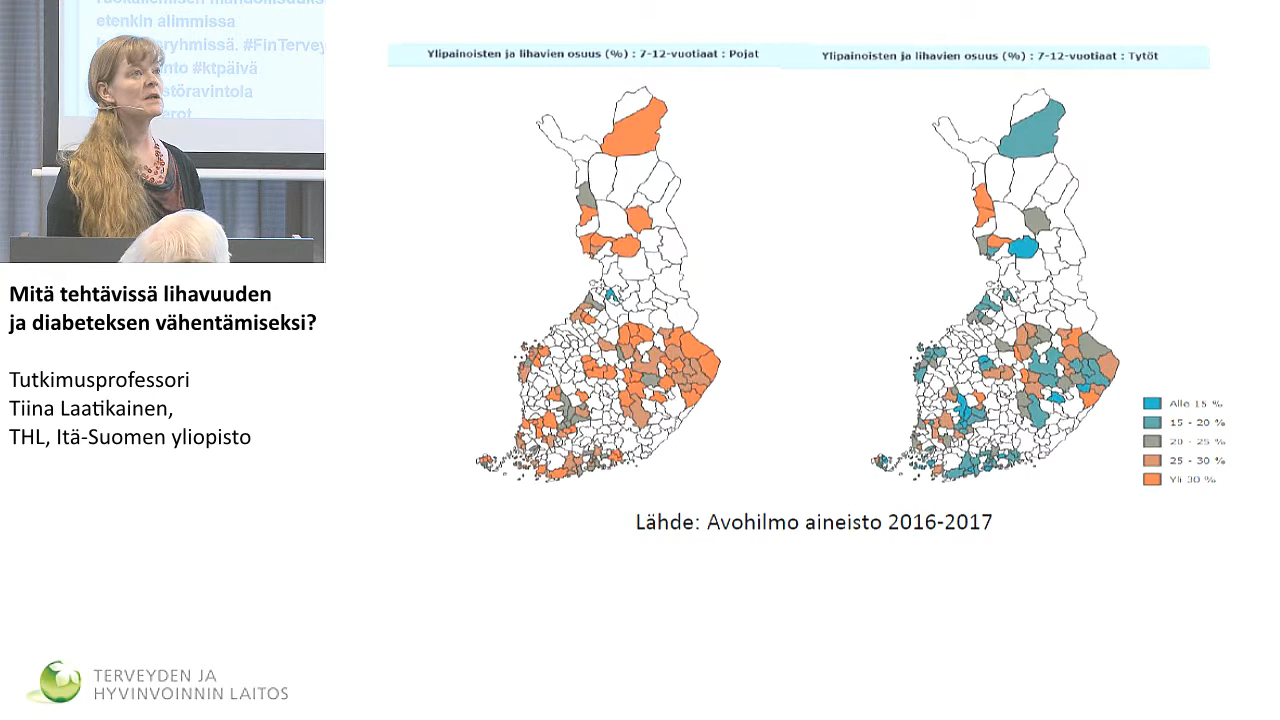 etenkin alimmissa
#FinTervey
#ktpäivä
Mitä tehtävissä lihavuuden
ja diabeteksen vähentämiseksi?
Tutkimusprofessori
Tiina Laatikainen,
THL, Itä-Suomen yliopisto
Ylipainoisten ja lihavien osuus (%) : 7-12-vuotiaat : Pojat
Ylipainoisten ja lihavien osuus (%) : 7-12-vuotiaat : Tytöt
Alle 15 %
15 - 20 %
20 - 25 %
25 - 30 %
Yli 30 %
Lähde: Avohilmo aineisto 2016-2017
TERVEYDEN JA
HYVINVOINNIN LAITOS